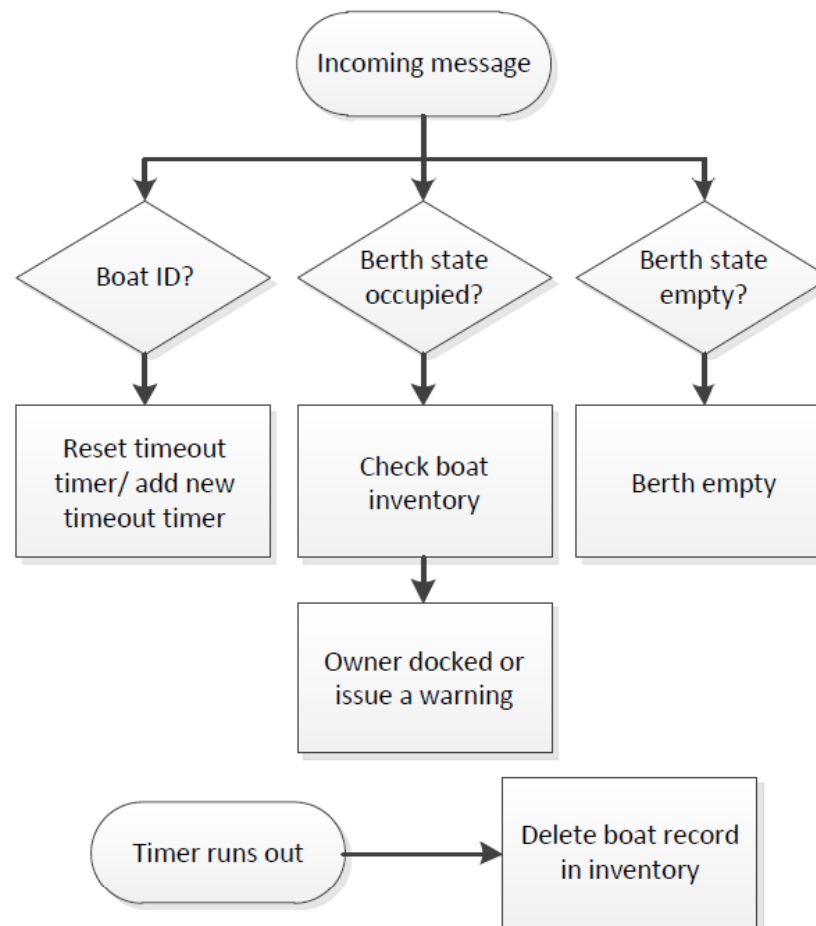 Incoming message
Boat ID?
Berth state
occupied?
Berth state
empty?
Reset timeout
timer/ add new
timeout timer
Check boat
inventory
Berth empty
Owner docked or
issue a warning
Timer runs out
Delete boat record
in inventory